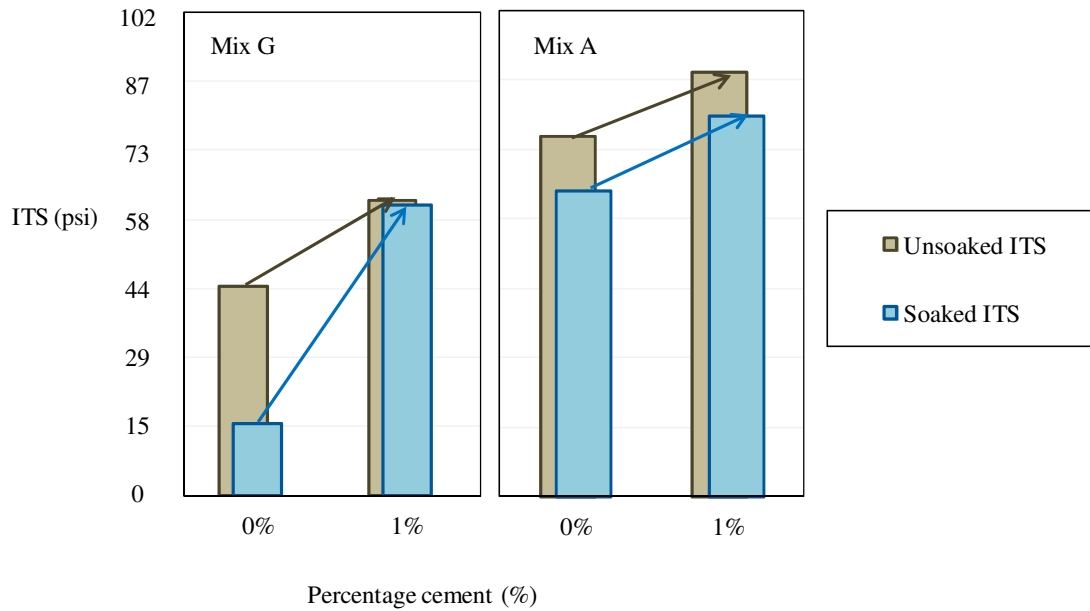 102
87
73
58
44
29
15
0
ITS (psi)
Mix G
Mix A
0%
1%
0%
1%
Percentage cement (%)
Unsoaked ITS
Soaked ITS